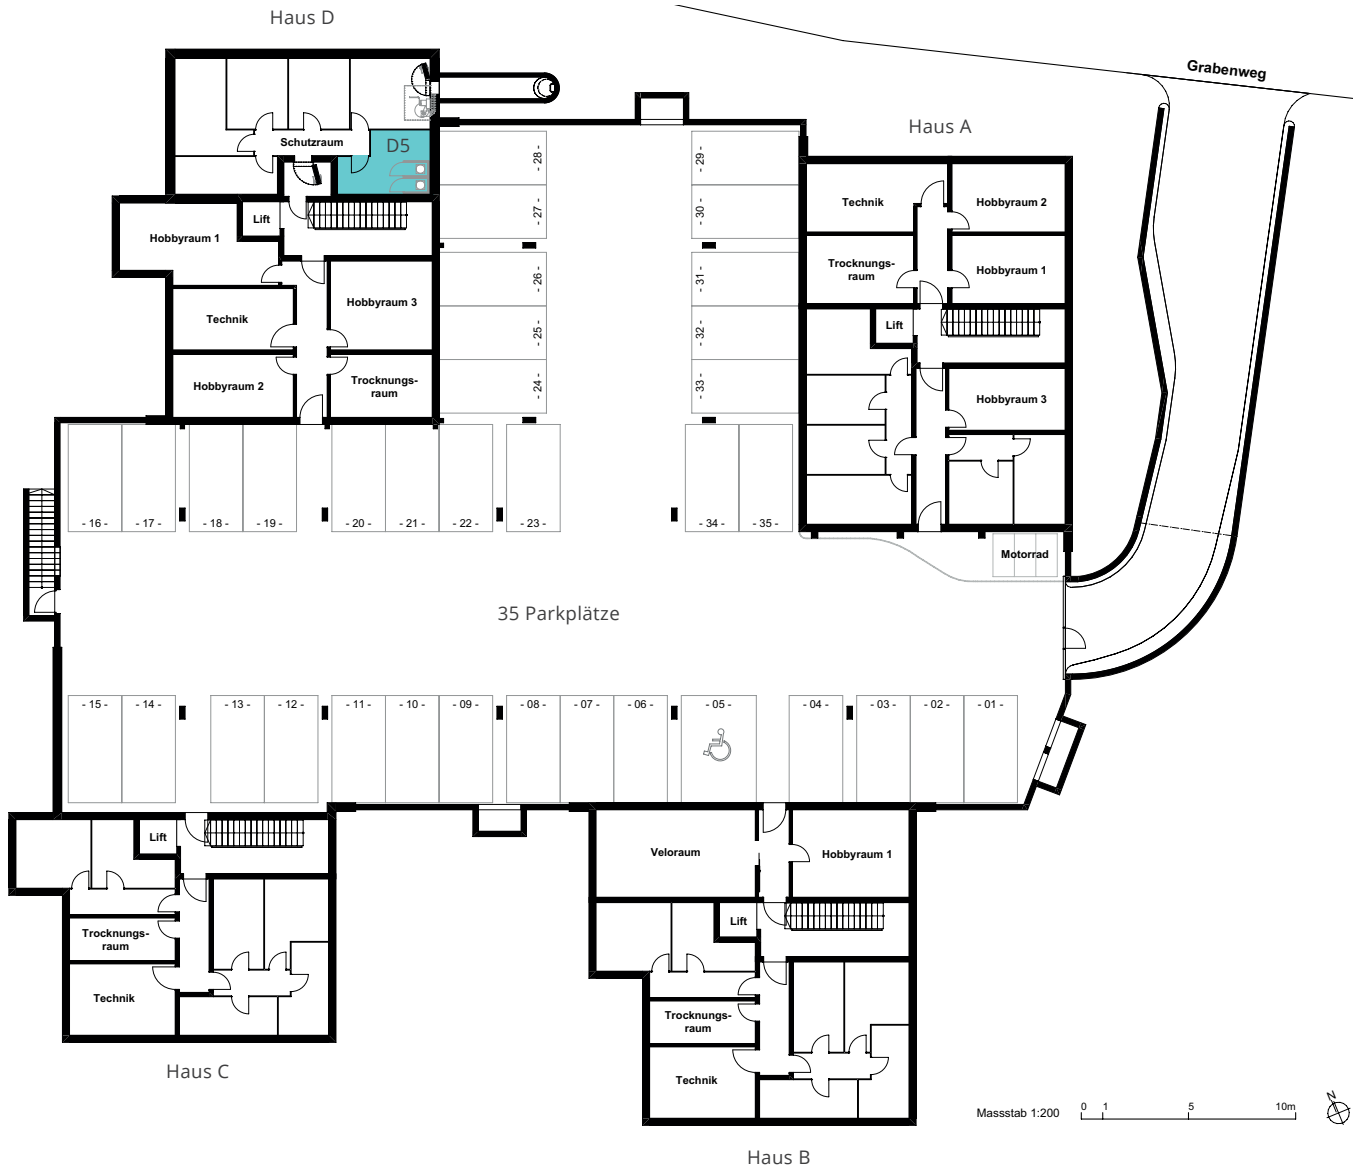 Haus D
Grabenweg
Haus A
Schutzraum
D5
Lift
Hobbyraum 1
Hobbyraum 3
Technik
Hobbyraum 2
Trocknungs-
raum
- 28 -
- 27 -
- 26 -
- 25 -
- 24 -
- 29 -
- 30 -
- 31 -
- 32 -
- 33 -
Technik
Hobbyraum 2
Trocknungs-
raum
Hobbyraum 1
Lift
Hobbyraum 3
- 16 -
- 17 -
- 18 -
- 19 -
- 20 -
- 21 -
- 22 -
- 23 -
- 34 -
- 35 -
Motorrad
35 Parkplätze
- 15 -
- 14 -
- 13 -
- 12 -
- 11 -
- 10 -
- 09 -
- 08 -
- 07 -
- 06 -
- 05 -
- 04 -
- 03 -
- 02 -
- 01 -
Lift
Trocknungs-
raum
Technik
Haus C
Veloraum
Hobbyraum 1
Lift
Trocknungs-
raum
Technik
Haus B
Massstab 1:200
0 1 5 10m
N